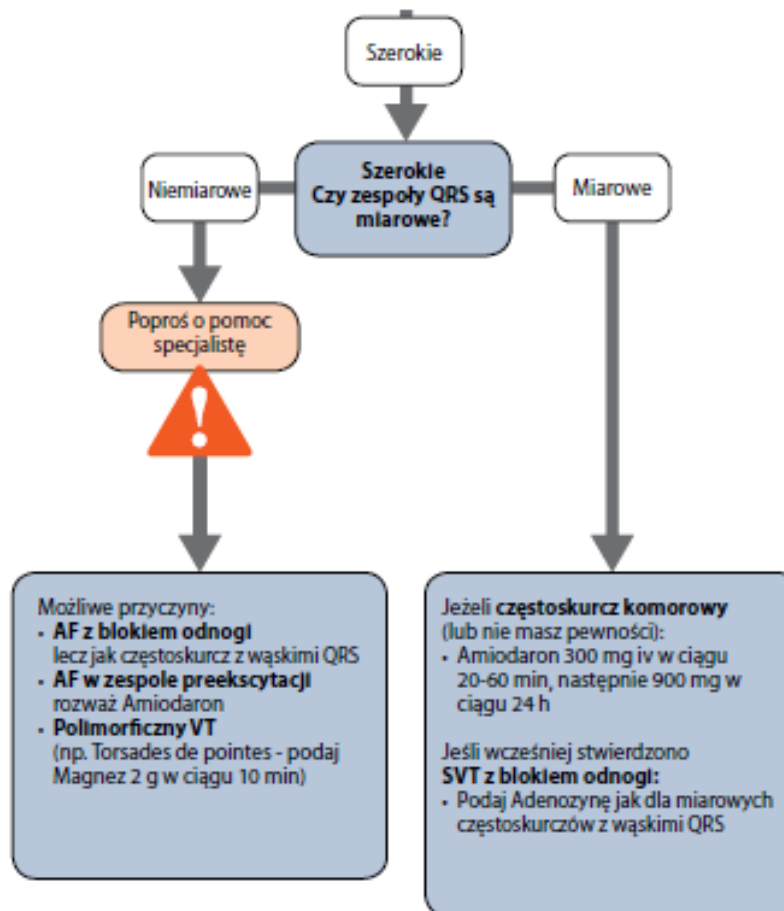 Szerokie
Szerokie
Czy zespoły QRS są
miarowe?
Niemiarowe
Miarowe
Poproś o pomoc
specjalistę
!
Możliwe przyczyny:
• AF z blokiem odnogi
lecz jak częstoskurcz z wąskimi QRS
• AF w zespole preekscytacji
rozważ Amiodaron
• Polimorficzny VT
(np. Torsades de pointes - podaj
Magnez 2 g w ciągu 10 min)
Jeżeli częstoskurcz komorowy
(lub nie masz pewności):
• Amiodaron 300 mg iv w ciągu
20-60 min, następnie 900 mg w
ciągu 24 h
Jeśli wcześniej stwierdzono
SVT z blokiem odnogi:
• Podaj Adenozynę jak dla miarowych
częstoskurczów z wąskimi QRS